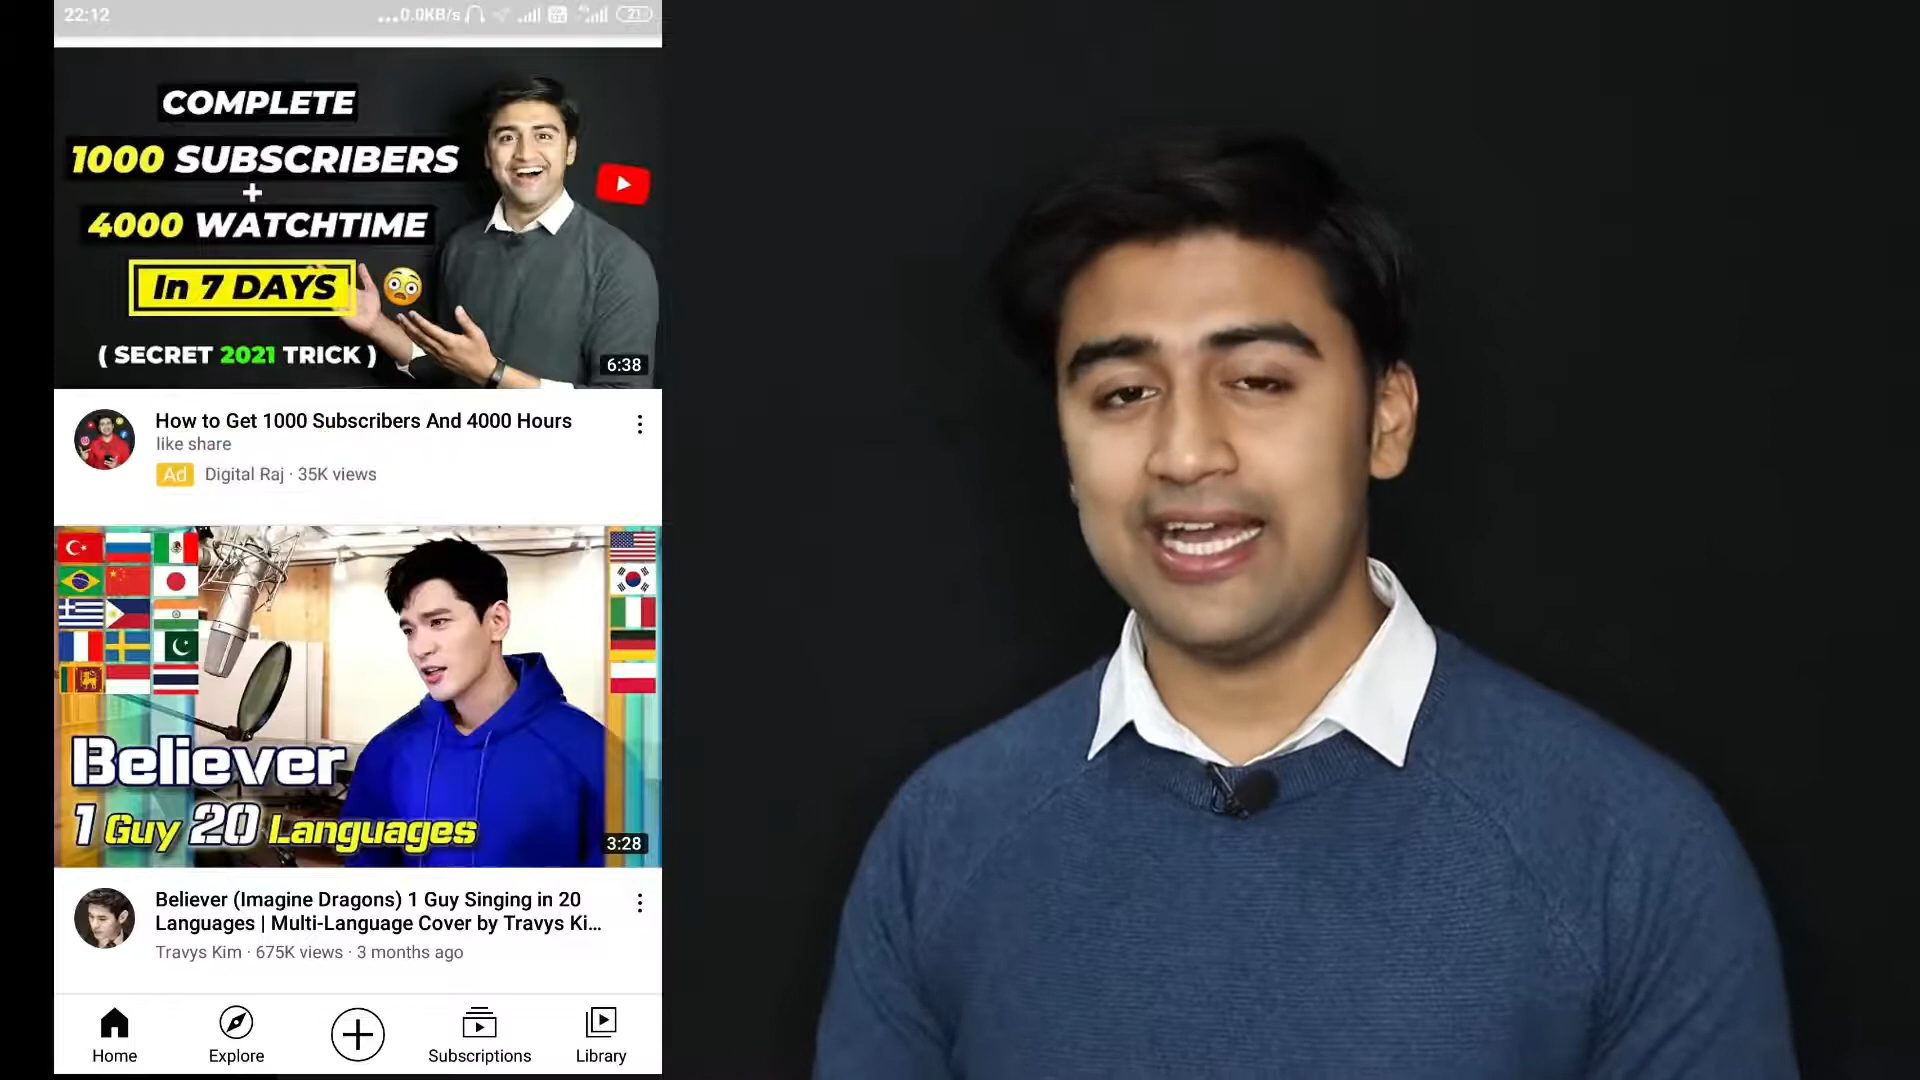 22:12
...0.0KB/s
21
COMPLETE
1000 SUBSCRIBERS
+
4000 WATCHTIME
In 7 DAYS
( SECRET 2021 TRICK )
6:38
How to Get 1000 Subscribers And 4000 Hours
like share
Ad Digital Raj · 35K views
Believer
1 Guy 20 Languages
3:28
Believer (Imagine Dragons) 1 Guy Singing in 20
Languages | Multi-Language Cover by Travys Ki...
Travys Kim · 675K views · 3 months ago
Home
Explore
Subscriptions
Library